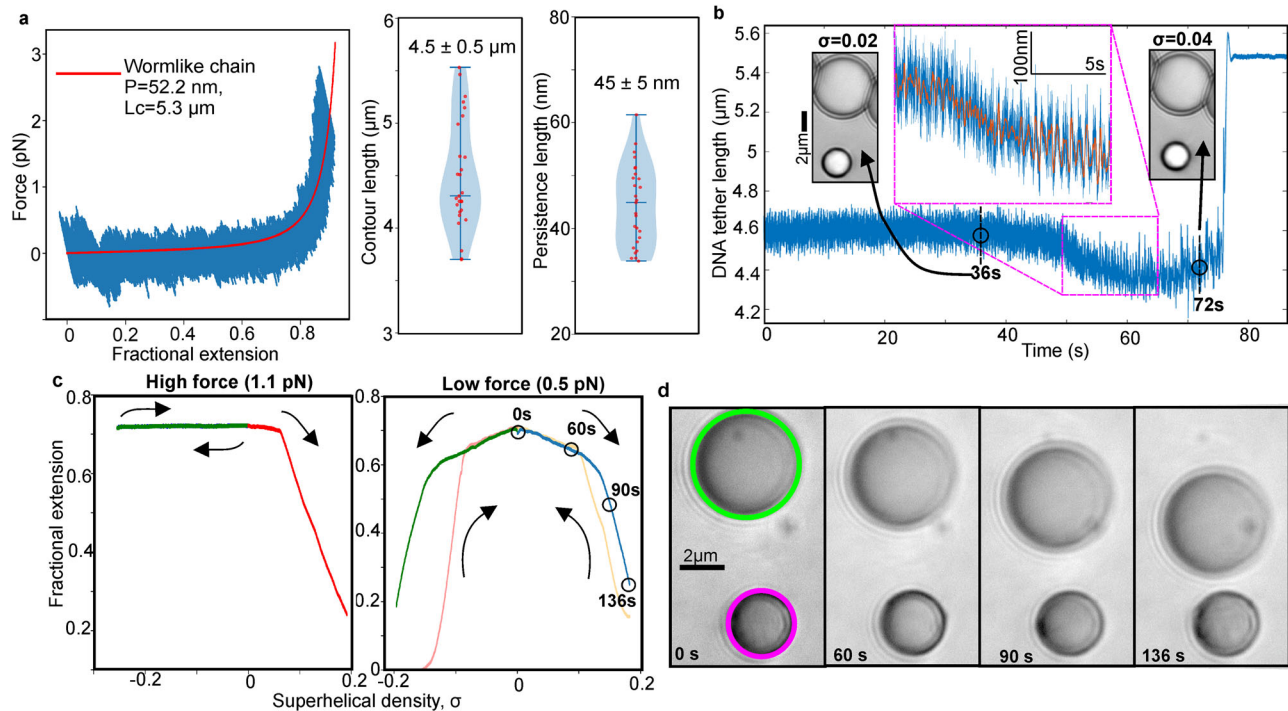 a
3
2
1
0
Force (pN)
Wormlike chain
P=52.2 nm,
Lc=5.3 µm
0
0.2
0.4
0.6
0.8
Fractional extension
6
5
4
3
Contour length (µm)
4.5 ± 0.5 µm
80
60
40
20
Persistence length (nm)
45 ± 5 nm
b
5.6
5.4
5.2
5
4.8
4.6
4.4
4.2
DNA tether length (µm)
σ=0.02
2µm
100nm
5s
σ=0.04
36s
72s
0
20
40
60
80
Time (s)
c
High force (1.1 pN)
0.8
0.6
0.4
0.2
Fractional extension
-0.2
0
0.2
Low force (0.5 pN)
0.8
0.6
0.4
0.2
0
0s
60s
90s
136s
-0.2
0
0.2
Superhelical density, σ
d
2µm
0 s
60 s
90 s
136 s